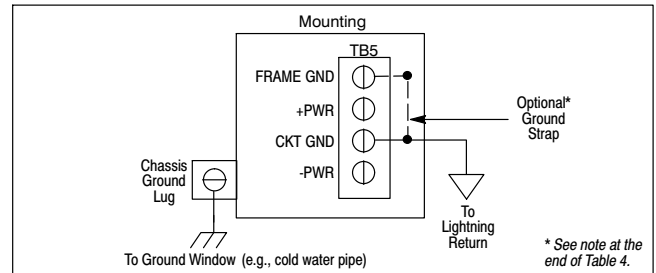 Mounting
TB5
FRAME GND
+PWR
CKT GND
-PWR
Optional*
Ground
Strap
Chassis
Ground
Lug
To
Lightning
Return
To Ground Window (e.g., cold water pipe)
* See note at the
end of Table 4.